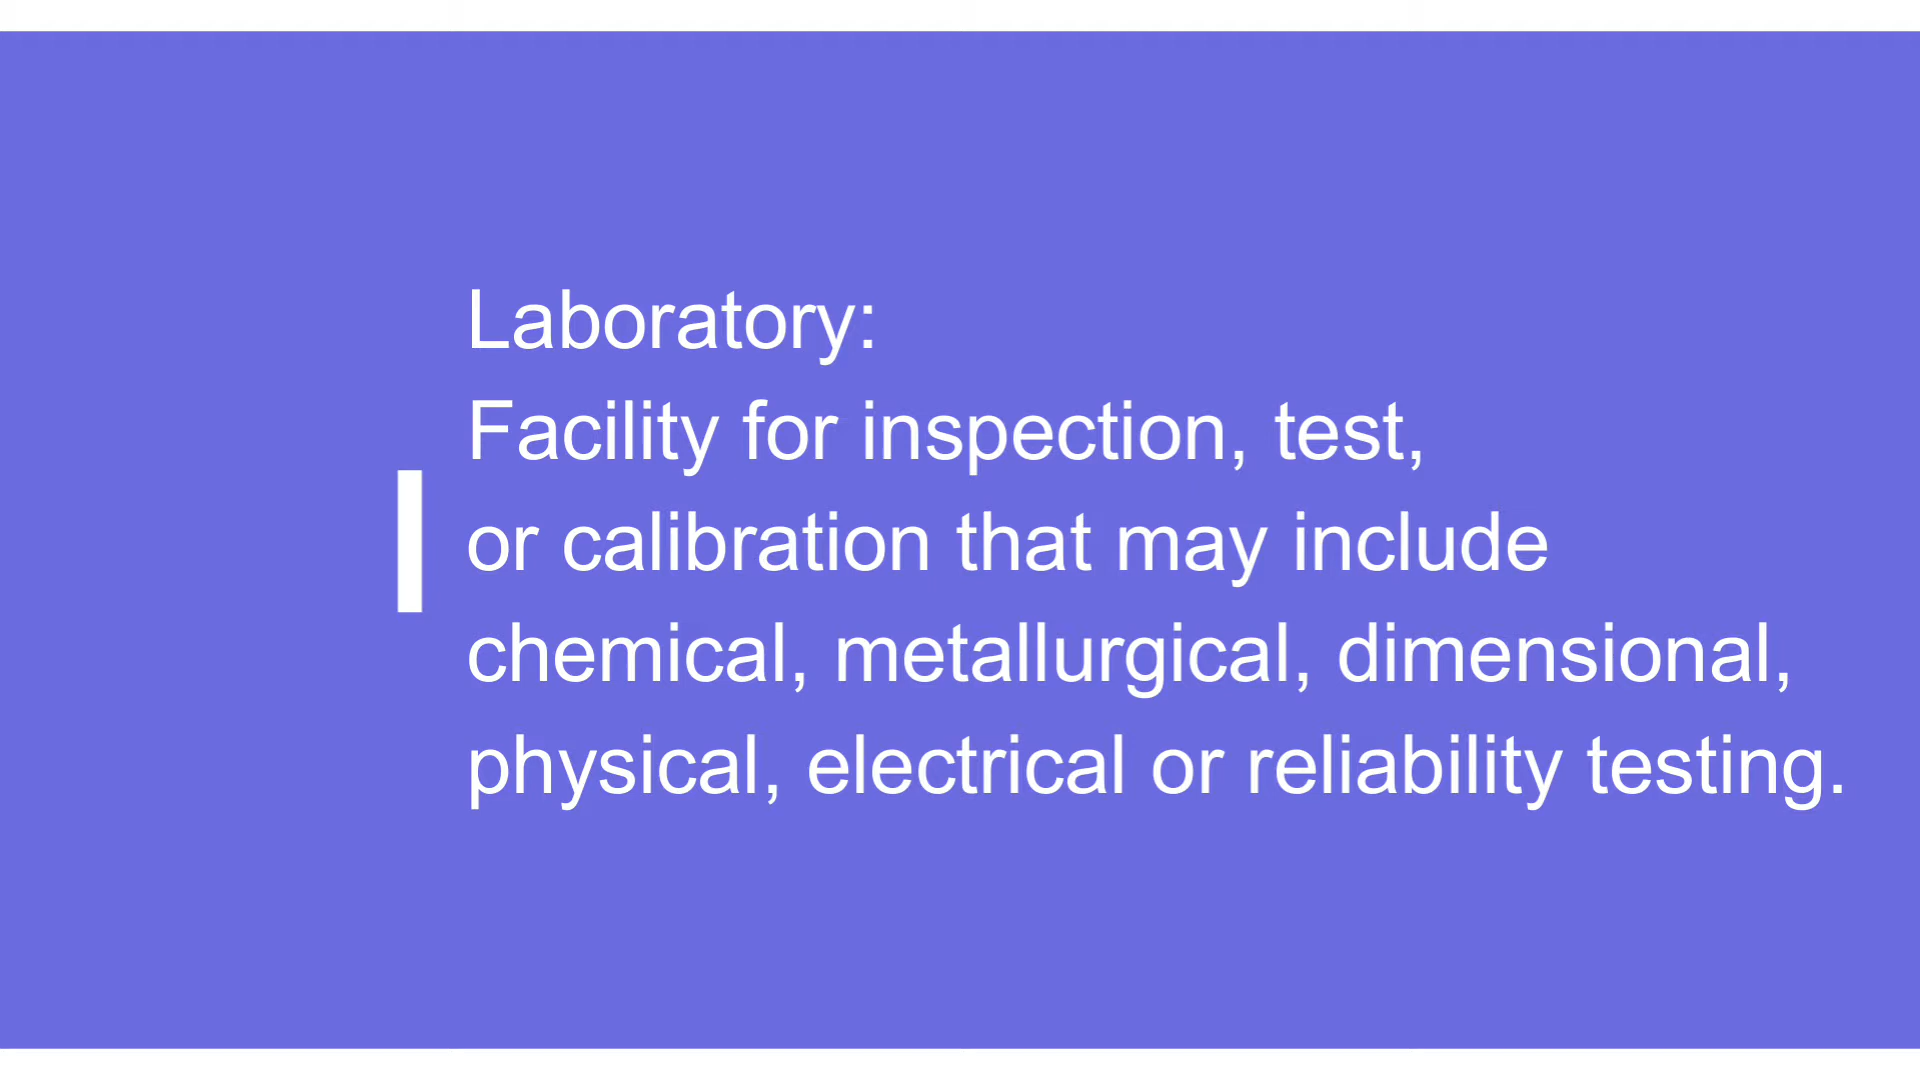 Laboratory:
Facility for inspection, test,
or calibration that may include
chemical, metallurgical, dimensional,
physical, electrical or reliability testing.